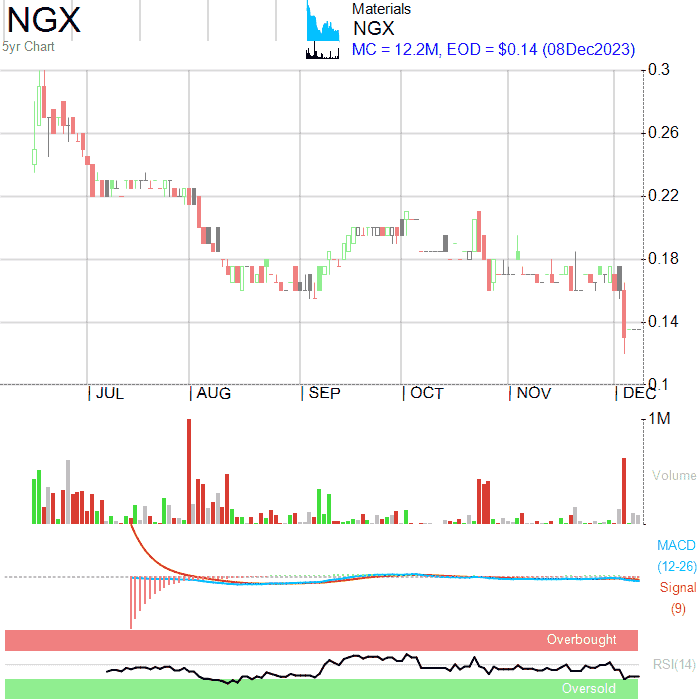 NGX
5yr Chart
Materials
NGX
MC = 12.2M, EOD = $0.14 (08Dec2023)
0.3
0.26
0.22
0.18
0.14
0.1
JUL AUG SEP OCT NOV DEC
1M
Volume
MACD
(12-26)
Signal
(9)
Overbought
RSI(14)
Oversold